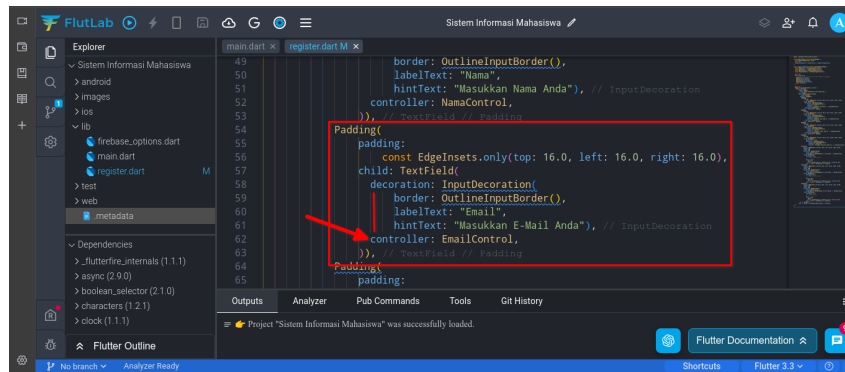 FlutLab
Sistem Informasi Mahasiswa
Explorer
main.dart
register.dart M
Sistem Informasi Mahasiswa
android
images
ios
lib
firebase_options.dart
main.dart
register.dart M
test
web
.metadata
Dependencies
_flutterfire_internals (1.1.1)
async (2.9.0)
boolean_selector (2.1.0)
characters (1.2.1)
clock (1.1.1)
Flutter Outline
49 border: OutlineInputBorder(),
50 labelText: "Nama",
51 hintText: "Masukkan Nama Anda"), // InputDecoration
52 controller: NamaControl,
53 )), // TextField // Padding
54 Padding(
55 padding:
56 const EdgeInsets.only(top: 16.0, left: 16.0, right: 16.0),
57 child: TextField(
58 decoration: InputDecoration(
59 border: OutlineInputBorder(),
60 labelText: "Email",
61 hintText: "Masukkan E-Mail Anda"), // InputDecoration
62 controller: EmailControl,
63 )), // TextField // Padding
64 Padding(
65 padding:
Outputs Analyzer Pub Commands Tools Git History
Project "Sistem Informasi Mahasiswa" was successfully loaded.
Flutter Documentation
No branch Analyzer Ready
Shortcuts Flutter 3.3